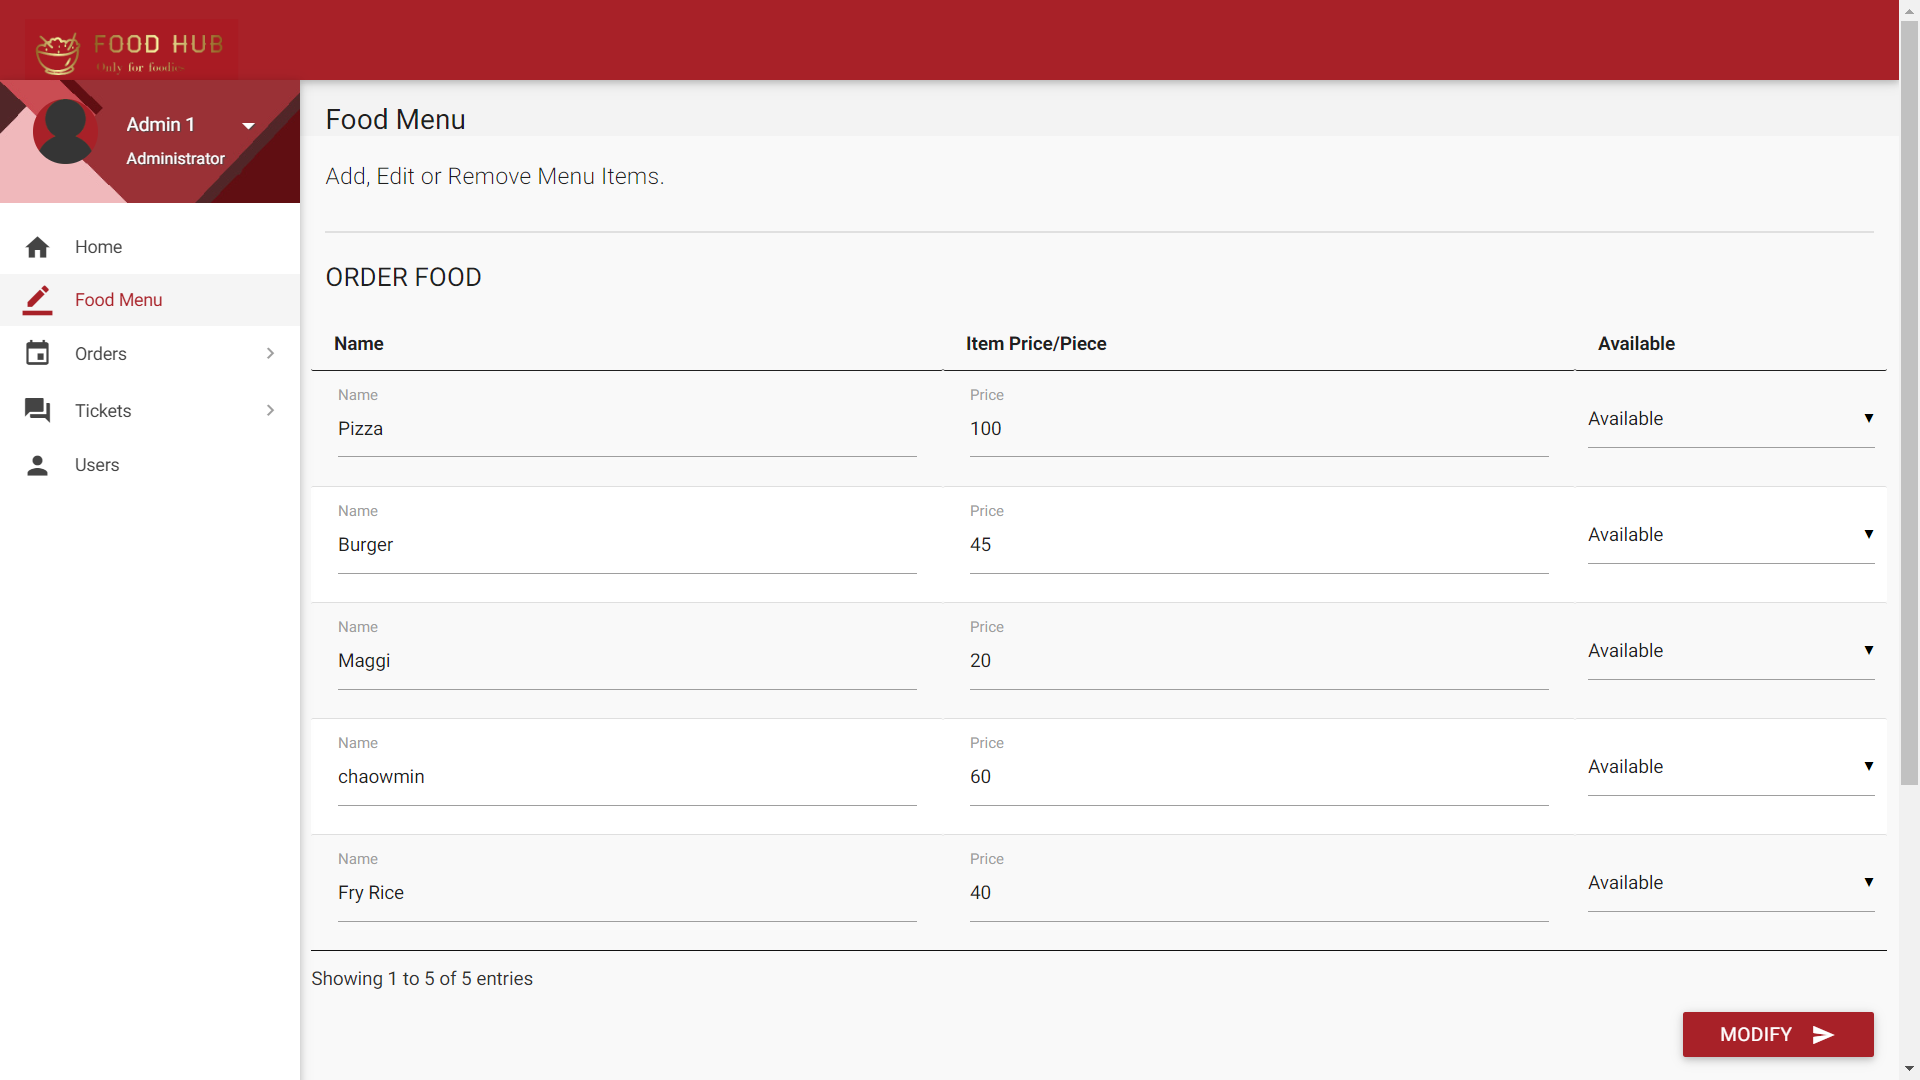 FOOD HUB
Only for foodies
Admin 1
Administrator
Home
Food Menu
Orders
Tickets
Users
Food Menu
Add, Edit or Remove Menu Items.
ORDER FOOD
Name Item Price/Piece Available
Name Price
Pizza 100 Available
Name Price
Burger 45 Available
Name Price
Maggi 20 Available
Name Price
chaowmin 60 Available
Name Price
Fry Rice 40 Available
Showing 1 to 5 of 5 entries
MODIFY